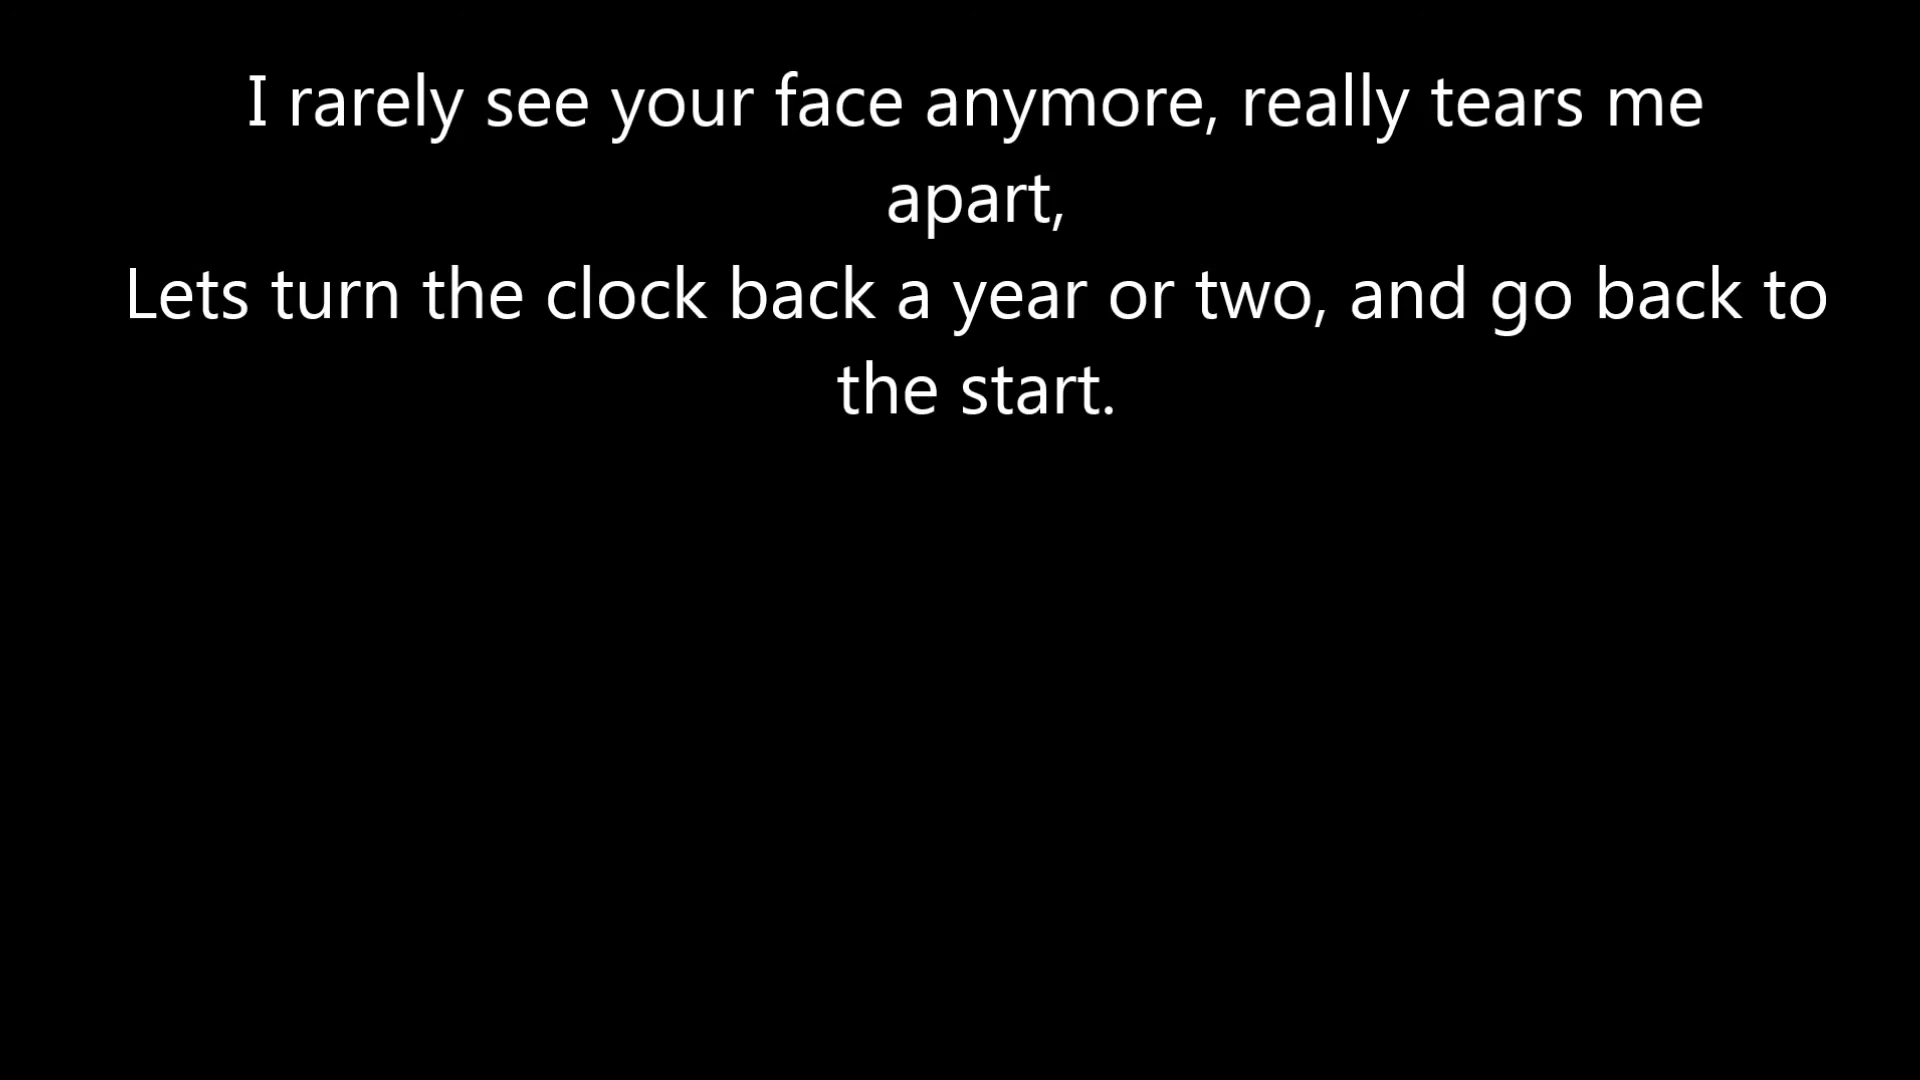 I rarely see your face anymore, really tears me
apart,
Lets turn the clock back a year or two, and go back to
the start.